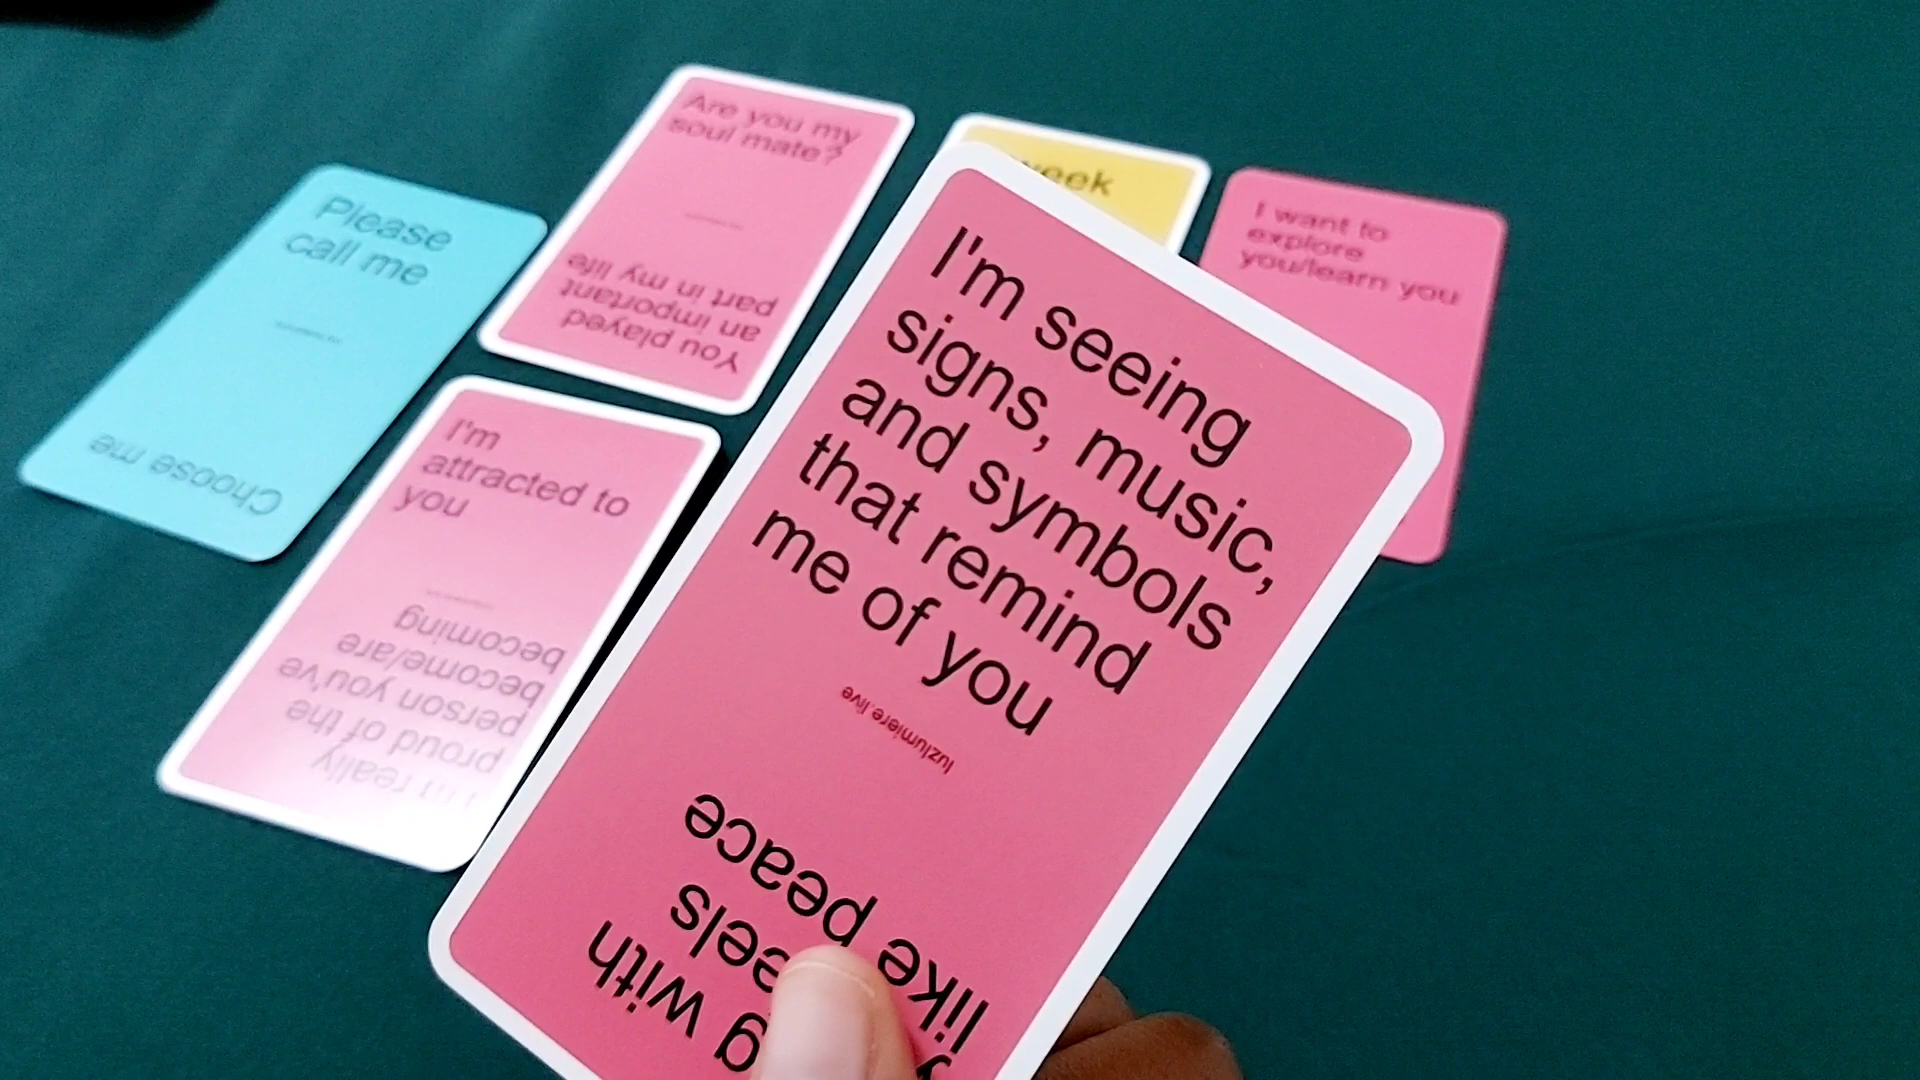 Are you my
soul mate?
You played
an important
part in my life
week
I want to
explore
you/learn you
Please
call me
Choose me
I'm
attracted to
you
really
proud of the
person you've
become/are
becoming
I'm seeing
signs, music,
and symbols
that remind
me of you
luzlumiere.live
with
like peace